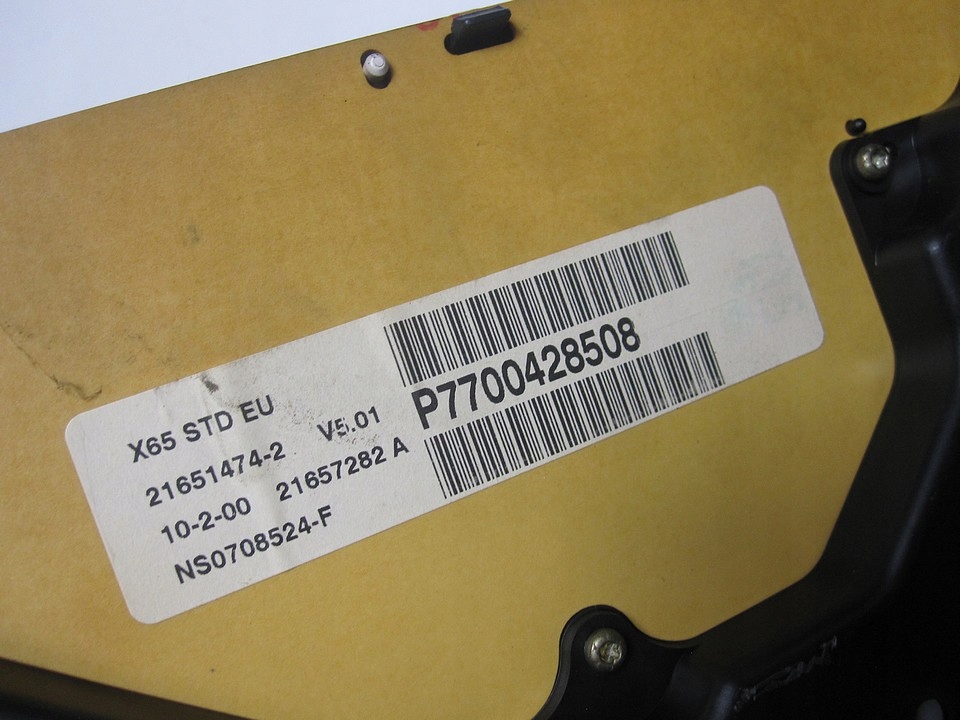 X65 STD EU
21651474-2 V5.01
10-2-00 21657282 A
NS0708524-F
P7700428508